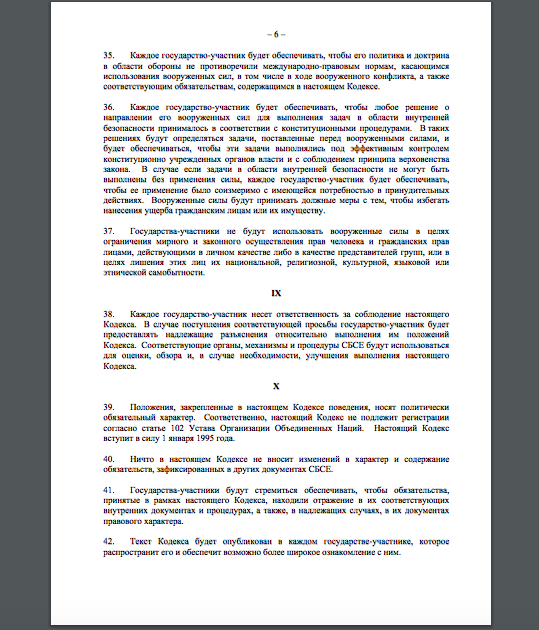 – 6 –
35. Каждое государство-участник будет обеспечивать, чтобы его политика и доктрина
в области обороны не противоречили международно-правовым нормам, касающимся
использования вооруженных сил, в том числе в ходе вооруженного конфликта, а также
соответствующим обязательствам, содержащимся в настоящем Кодексе.
36. Каждое государство-участник будет обеспечивать, чтобы любое решение о
направлении его вооруженных сил для выполнения задач в области внутренней
безопасности принималось в соответствии с конституционными процедурами. В таких
решениях будут определяться задачи, поставленные перед вооруженными силами, и
будет обеспечиваться, чтобы эти задачи выполнялись под эффективным контролем
конституционно учрежденных органов власти и с соблюдением принципа верховенства
закона. В случае если задачи в области внутренней безопасности не могут быть
выполнены без применения силы, каждое государство-участник будет обеспечивать,
чтобы ее применение было соизмеримо с имеющейся потребностью в принудительных
действиях. Вооруженные силы будут принимать должные меры с тем, чтобы избегать
нанесения ущерба гражданским лицам или их имуществу.
37. Государства-участники не будут использовать вооруженные силы в целях
ограничения мирного и законного осуществления прав человека и гражданских прав
лицами, действующими в личном качестве либо в качестве представителей групп, или в
целях лишения этих лиц их национальной, религиозной, культурной, языковой или
этнической самобытности.
IX
38. Каждое государство-участник несет ответственность за соблюдение настоящего
Кодекса. В случае поступления соответствующей просьбы государство-участник будет
предоставлять надлежащие разъяснения относительно выполнения им положений
Кодекса. Соответствующие органы, механизмы и процедуры СБСЕ будут использоваться
для оценки, обзора и, в случае необходимости, улучшения выполнения настоящего
Кодекса.
X
39. Положения, закрепленные в настоящем Кодексе поведения, носят политически
обязательный характер. Соответственно, настоящий Кодекс не подлежит регистрации
согласно статье 102 Устава Организации Объединенных Наций. Настоящий Кодекс
вступит в силу 1 января 1995 года.
40. Ничто в настоящем Кодексе не вносит изменений в характер и содержание
обязательств, зафиксированных в других документах СБСЕ.
41. Государства-участники будут стремиться обеспечивать, чтобы обязательства,
принятые в рамках настоящего Кодекса, находили отражение в их соответствующих
внутренних документах и процедурах, а также, в надлежащих случаях, в их документах
правового характера.
42. Текст Кодекса будет опубликован в каждом государстве-участнике, которое
распространит его и обеспечит возможно более широкое ознакомление с ним.